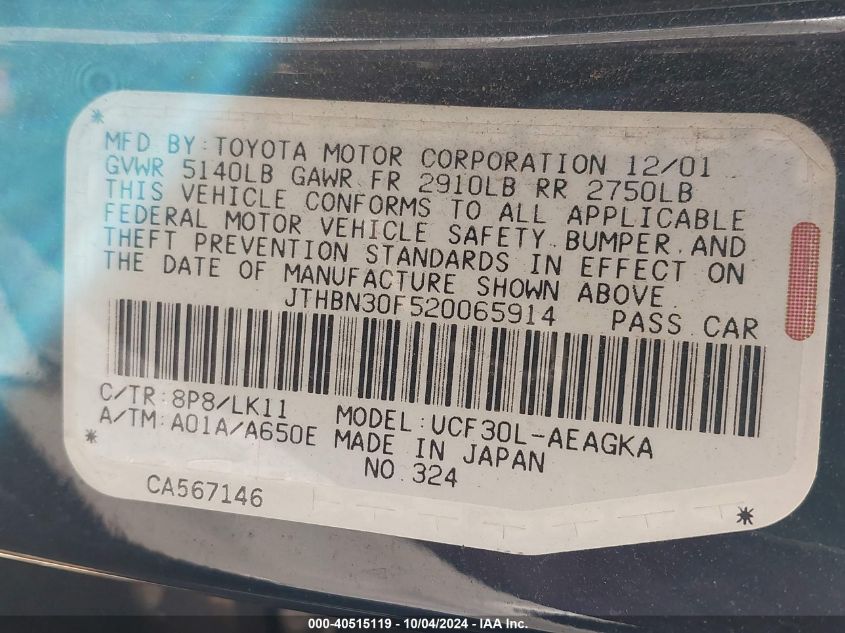 MFD BY:TOYOTA MOTOR CORPORATION 12/01
GVWR 5140LB GAWR FR 2910LB RR 2750LB
THIS VEHICLE CONFORMS TO ALL APPLICABLE
FEDERAL MOTOR VEHICLE SAFETY, BUMPER, AND
THEFT PREVENTION STANDARDS IN EFFECT ON
THE DATE OF MANUFACTURE SHOWN ABOVE.
JTHBN30F520065914 PASS.CAR
C/TR:8P8/LK11 MODEL:UCF30L-AEAGKA
A/TM:A01A/A650E MADE IN JAPAN
NO.324
CA567146
000-40515119 - 10/04/2024 - IAA Inc.